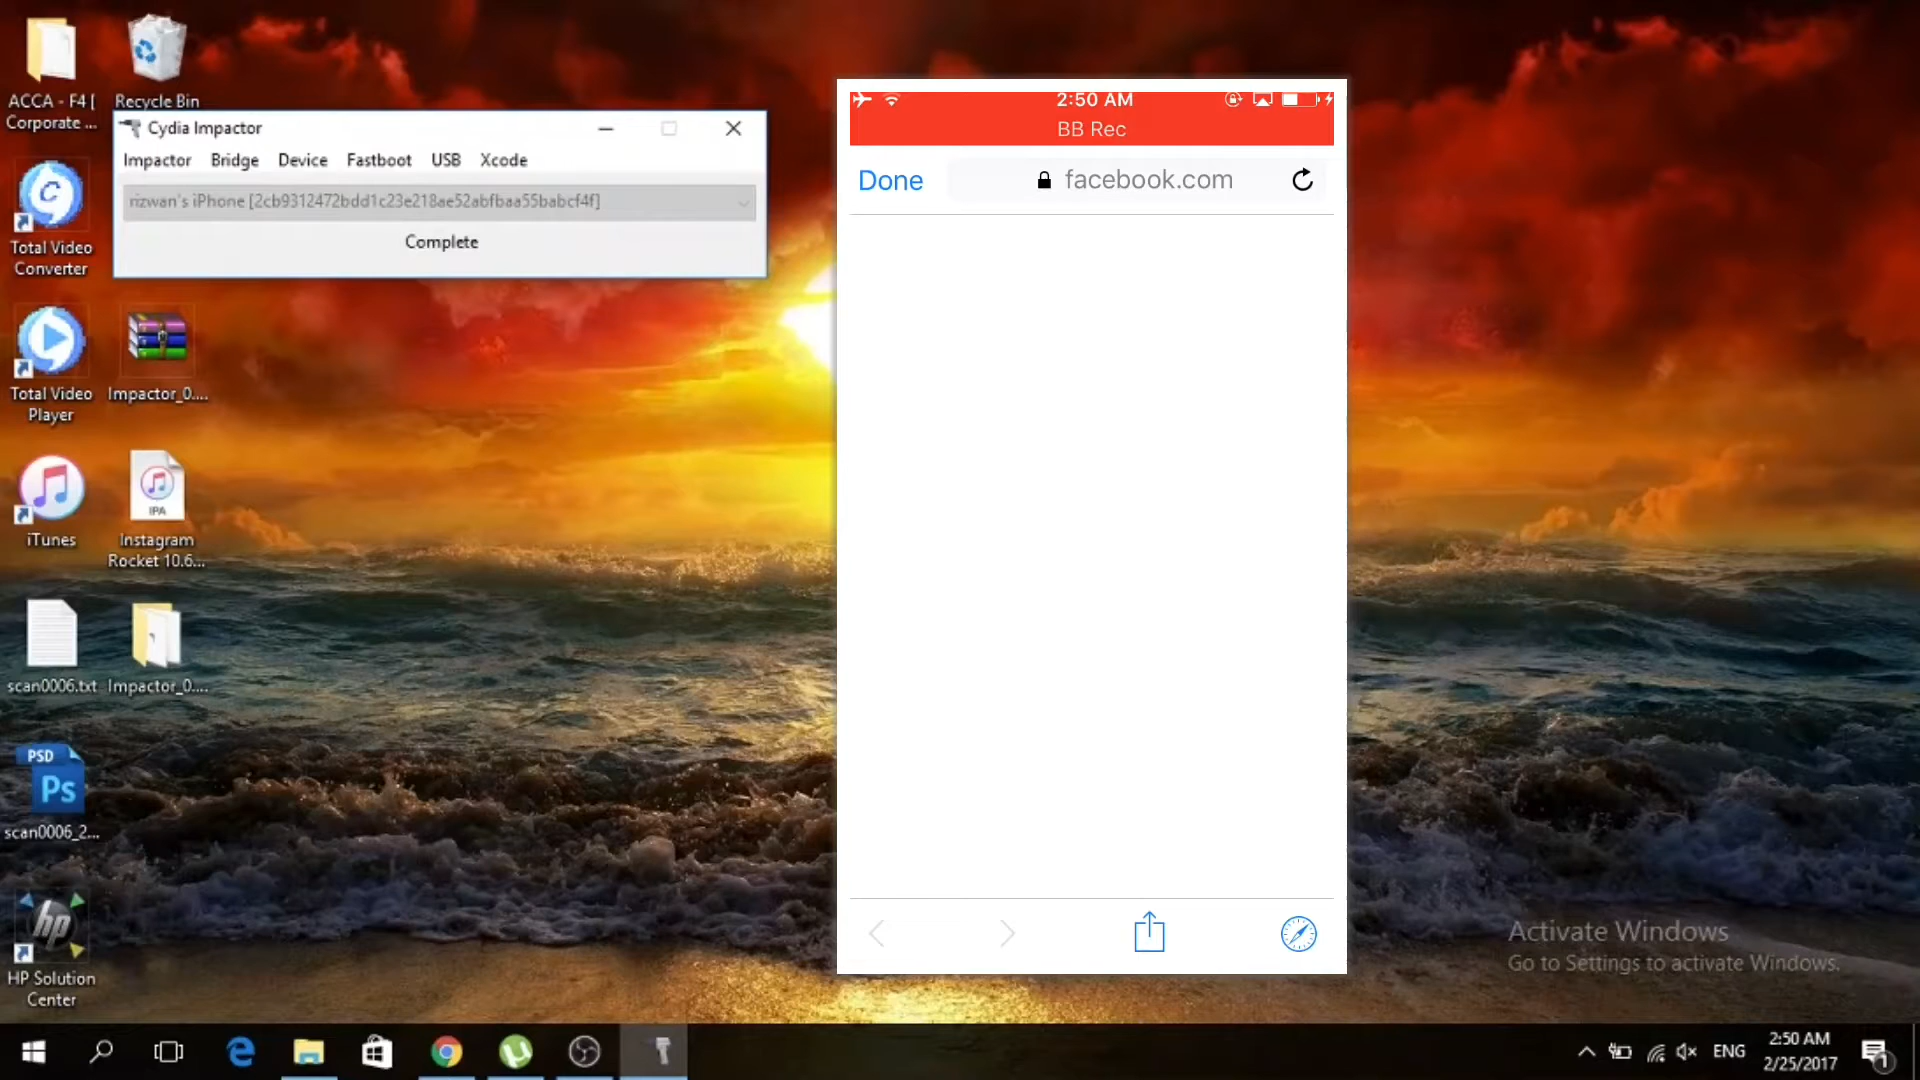 ACCA - F4 [
Corporate ...
Recycle Bin
Cydia Impactor
Impactor Bridge Device Fastboot USB Xcode
rizwan's iPhone [2cb9312472bdd1c23e218ae52abfbaa55babcf4f]
Complete
Total Video
Converter
Total Video
Player
Impactor_0....
iTunes
IPA
Instagram
Rocket 10.6...
scan0006.txt
Impactor_0....
PSD
Ps
scan0006_2...
hp
HP Solution
Center
2:50 AM
BB Rec
Done
facebook.com
Activate Windows
Go to Settings to activate Windows.
ENG
2:50 AM
2/25/2017
1